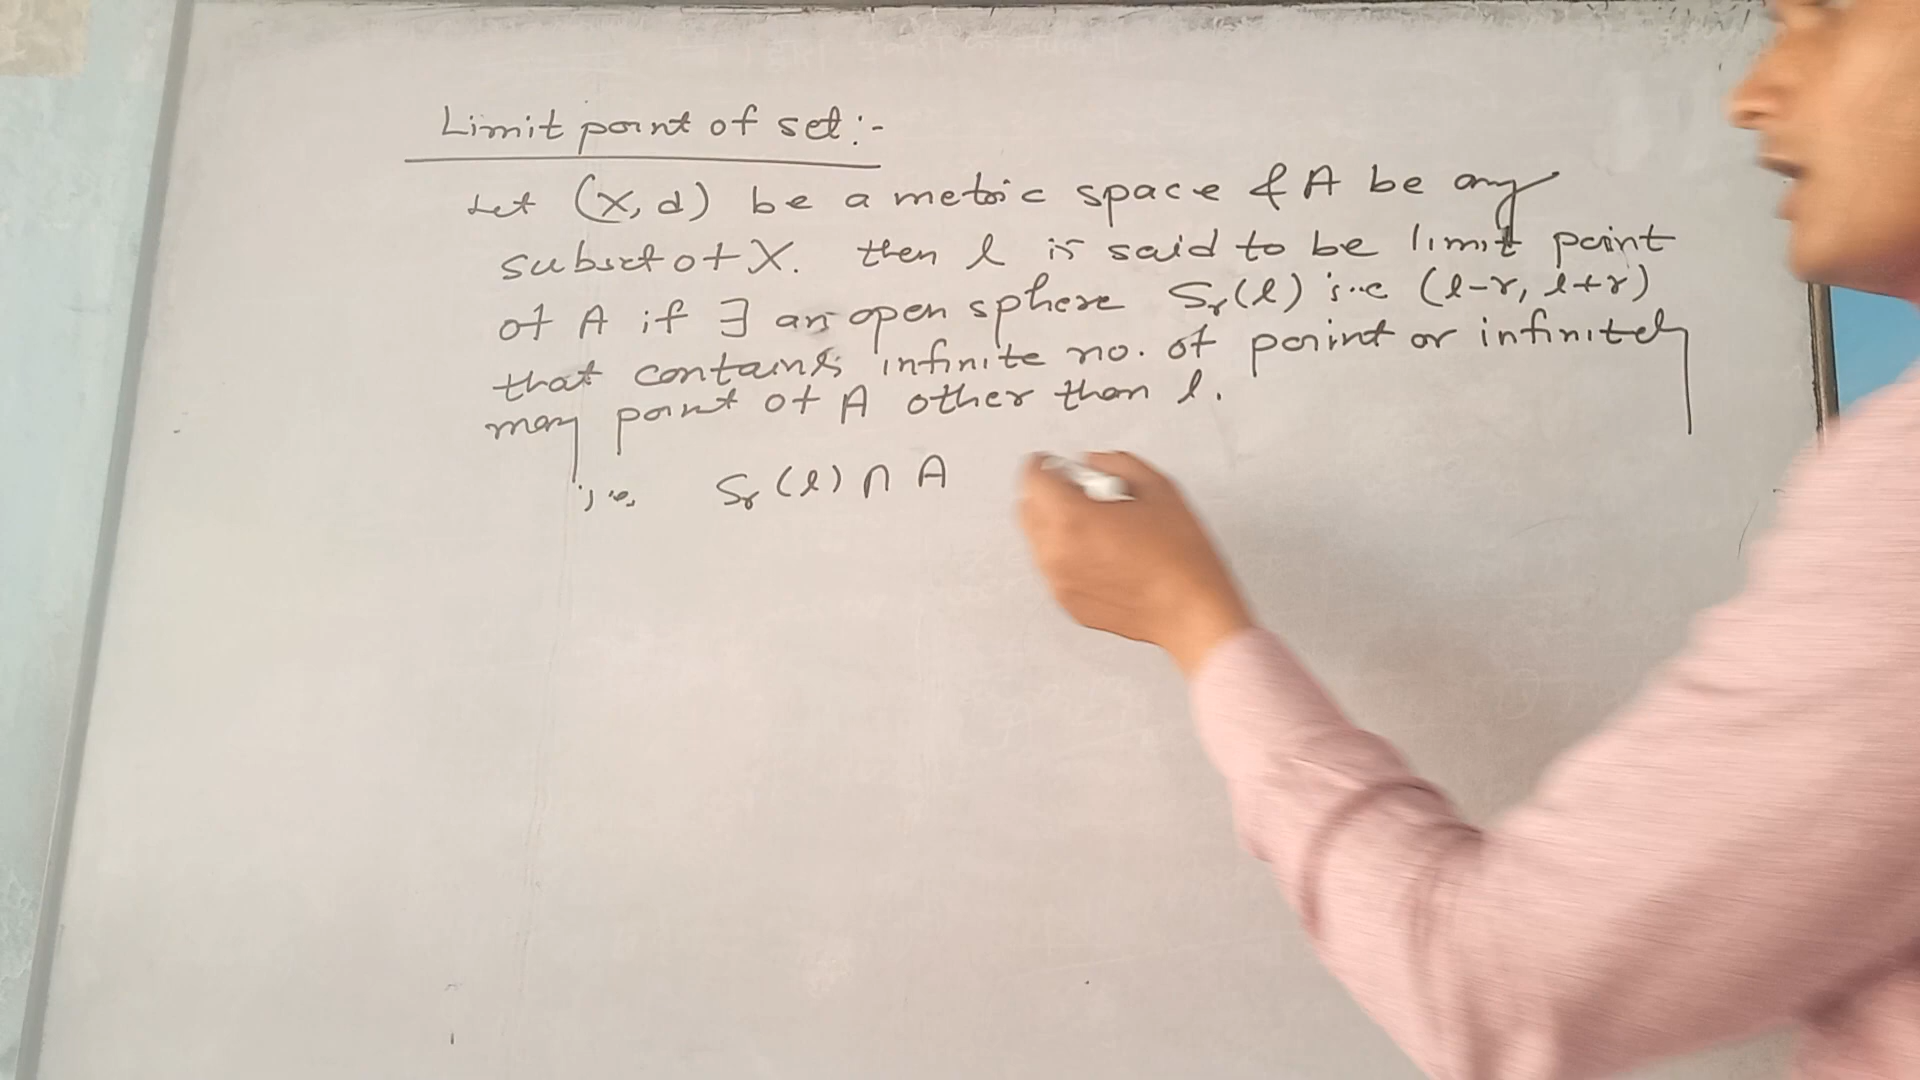 Limit point of set :-
Let (X, d) be a metric space & A be any
subset of X. then l is said to be limit point
of A if ∃ an open sphere Sr(l) i.e (l-r, l+r)
that contains infinite no. of point or infinitely
many point of A other than l.
i.e. Sr(l) ∩ A